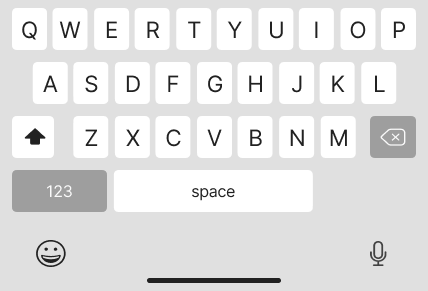 Q W E R T Y U I O P
A S D F G H J K L
Z X C V B N M
123 space